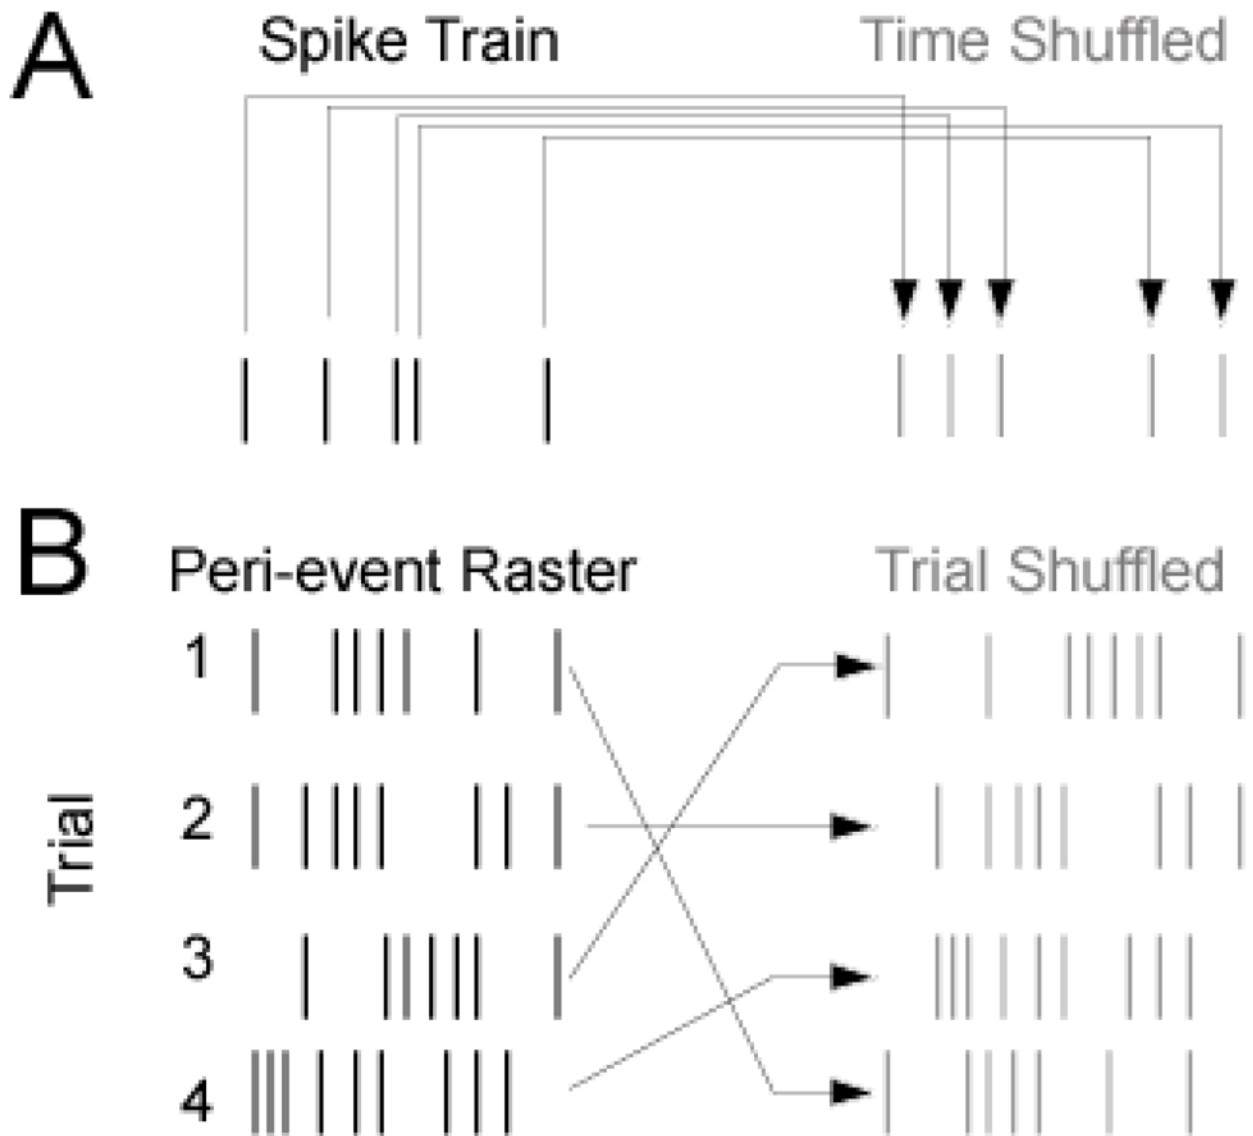 A
Spike Train
Time Shuffled
B
Peri-event Raster
Trial Shuffled
1
2
3
4
Trial